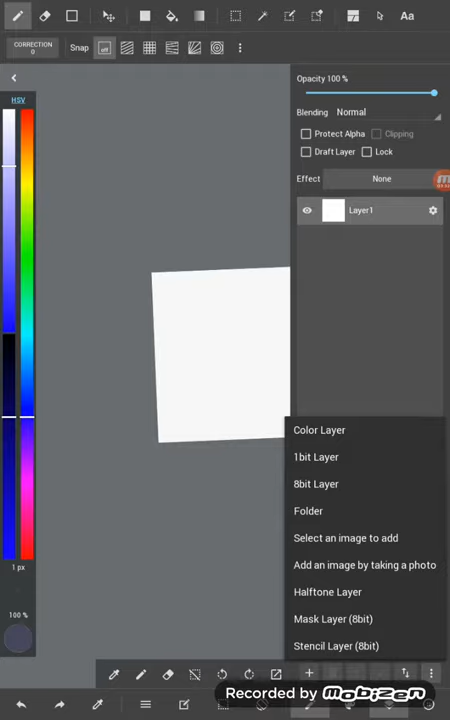 Aa
CORRECTION
0
Snap
off
HSV
Opacity 100 %
Blending
Normal
Protect Alpha
Clipping
Draft Layer
Lock
Effect
None
Layer1
Color Layer
1bit Layer
8bit Layer
Folder
Select an image to add
Add an image by taking a photo
Halftone Layer
Mask Layer (8bit)
Stencil Layer (8bit)
1 px
100 %
Recorded by Mobizen